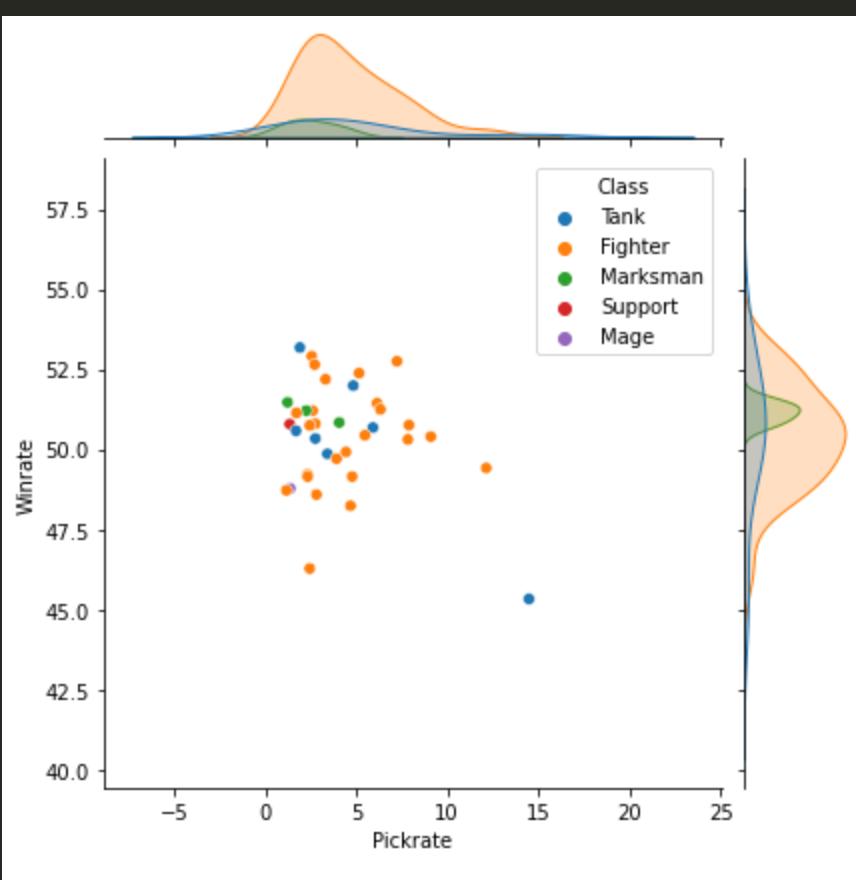 Class
Tank
Fighter
Marksman
Support
Mage
57.5
55.0
52.5
50.0
47.5
45.0
42.5
40.0
Winrate
−5 0 5 10 15 20 25
Pickrate